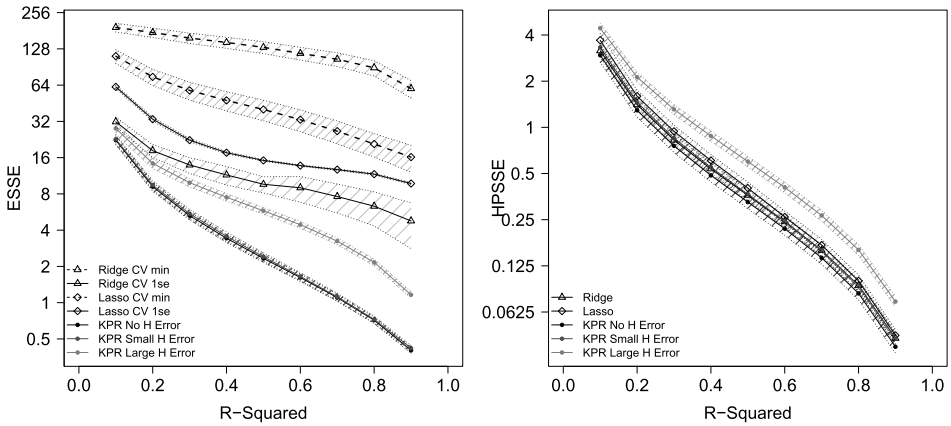 256
128
64
32
16
8
4
2
1
0.5
ESSE
Ridge CV min
Ridge CV 1se
Lasso CV min
Lasso CV 1se
KPR No H Error
KPR Small H Error
KPR Large H Error
0.0 0.2 0.4 0.6 0.8 1.0
R−Squared
4
2
1
0.5
0.25
0.125
0.0625
HPSSE
Ridge
Lasso
KPR No H Error
KPR Small H Error
KPR Large H Error
0.0 0.2 0.4 0.6 0.8 1.0
R−Squared